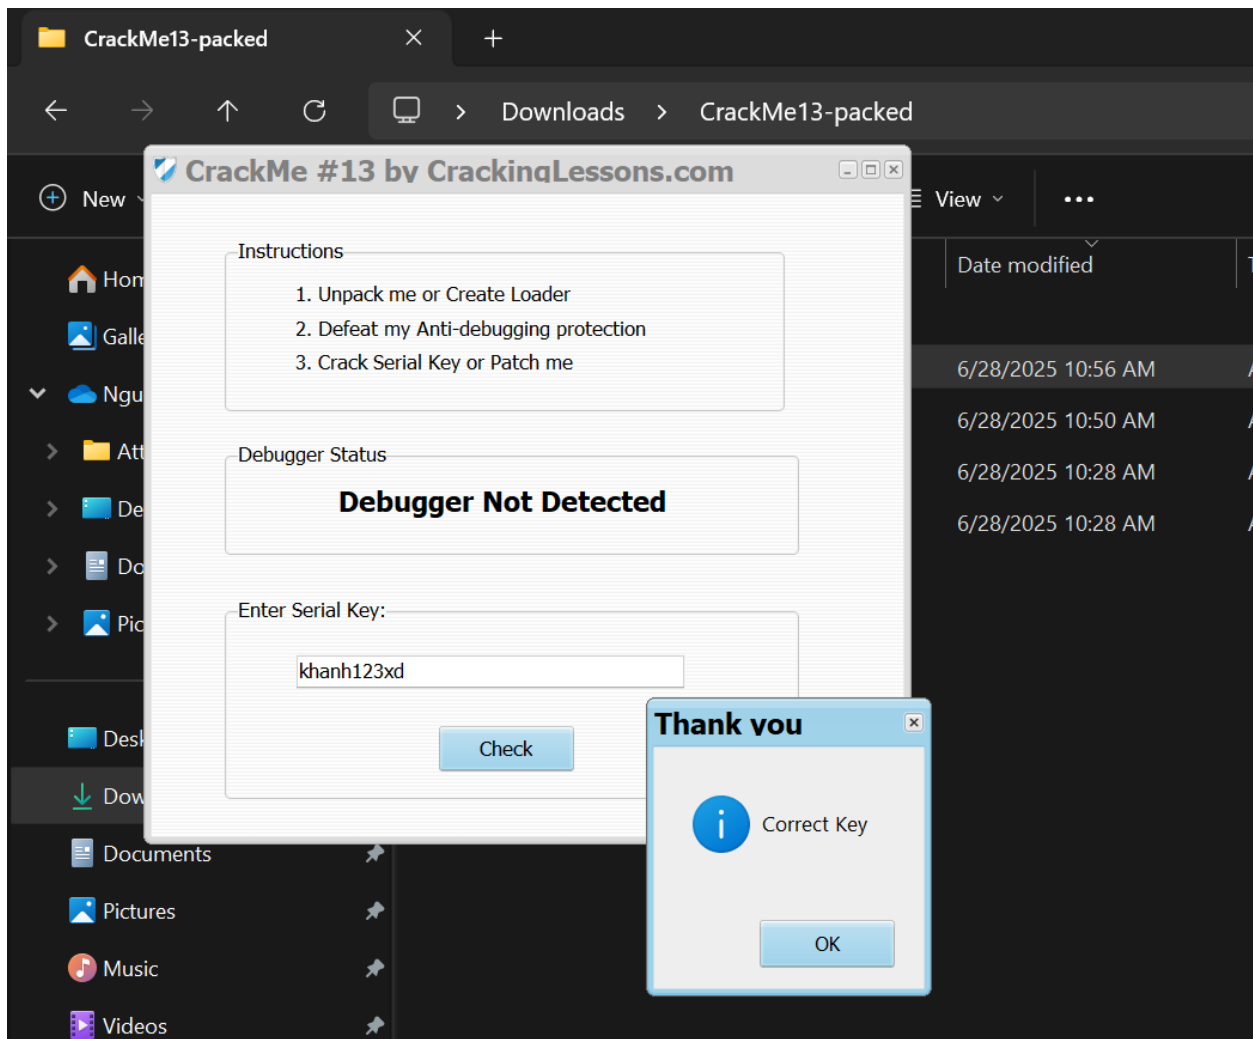 CrackMe13-packed
Downloads > CrackMe13-packed
New
View
CrackMe #13 by CrackingLessons.com
Instructions
1. Unpack me or Create Loader
2. Defeat my Anti-debugging protection
3. Crack Serial Key or Patch me
Debugger Status
Debugger Not Detected
Enter Serial Key:
khanh123xd
Check
Thank you
Correct Key
OK
Date modified
6/28/2025 10:56 AM
6/28/2025 10:50 AM
6/28/2025 10:28 AM
6/28/2025 10:28 AM
Documents
Pictures
Music
Videos